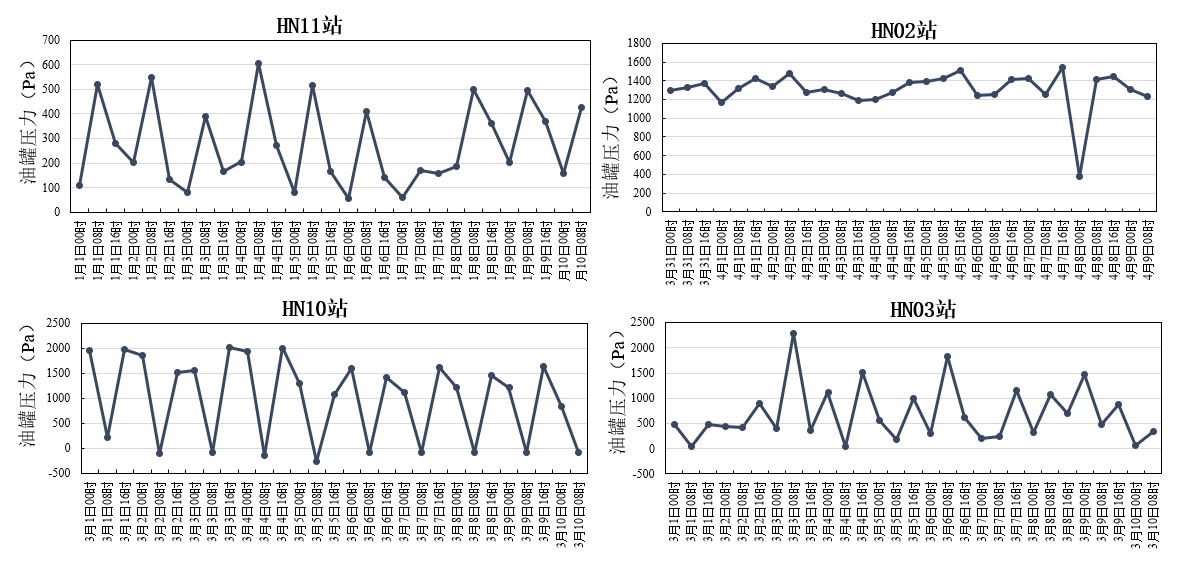 HN11站
油罐压力（Pa）
700
600
500
400
300
200
100
0
1月1日00时
1月1日08时
1月1日16时
1月2日00时
1月2日08时
1月2日16时
1月3日00时
1月3日08时
1月3日16时
1月4日00时
1月4日08时
1月4日16时
1月5日00时
1月5日08时
1月5日16时
1月6日00时
1月6日08时
1月6日16时
1月7日00时
1月7日08时
1月7日16时
1月8日00时
1月8日08时
1月8日16时
1月9日00时
1月9日08时
1月9日16时
月10日00时
月10日08时
HN02站
油罐压力（Pa）
1800
1600
1400
1200
1000
800
600
400
200
0
3月31日00时
3月31日08时
3月31日16时
4月1日00时
4月1日08时
4月1日16时
4月2日00时
4月2日08时
4月2日16时
4月3日00时
4月3日08时
4月3日16时
4月4日00时
4月4日08时
4月4日16时
4月5日00时
4月5日08时
4月5日16时
4月6日00时
4月6日08时
4月6日16时
4月7日00时
4月7日08时
4月7日16时
4月8日00时
4月8日08时
4月8日16时
4月9日00时
4月9日08时
HN10站
油罐压力（Pa）
2500
2000
1500
1000
500
0
-500
3月1日00时
3月1日08时
3月1日16时
3月2日00时
3月2日08时
3月2日16时
3月3日00时
3月3日08时
3月3日16时
3月4日00时
3月4日08时
3月4日16时
3月5日00时
3月5日08时
3月5日16时
3月6日00时
3月6日08时
3月6日16时
3月7日00时
3月7日08时
3月7日16时
3月8日00时
3月8日08时
3月8日16时
3月9日00时
3月9日08时
3月9日16时
3月10日00时
3月10日08时
HN03站
油罐压力（Pa）
2500
2000
1500
1000
500
0
-500
3月1日00时
3月1日08时
3月1日16时
3月2日00时
3月2日08时
3月2日16时
3月3日00时
3月3日08时
3月3日16时
3月4日00时
3月4日08时
3月4日16时
3月5日00时
3月5日08时
3月5日16时
3月6日00时
3月6日08时
3月6日16时
3月7日00时
3月7日08时
3月7日16时
3月8日00时
3月8日08时
3月8日16时
3月9日00时
3月9日08时
3月9日16时
3月10日00时
3月10日08时